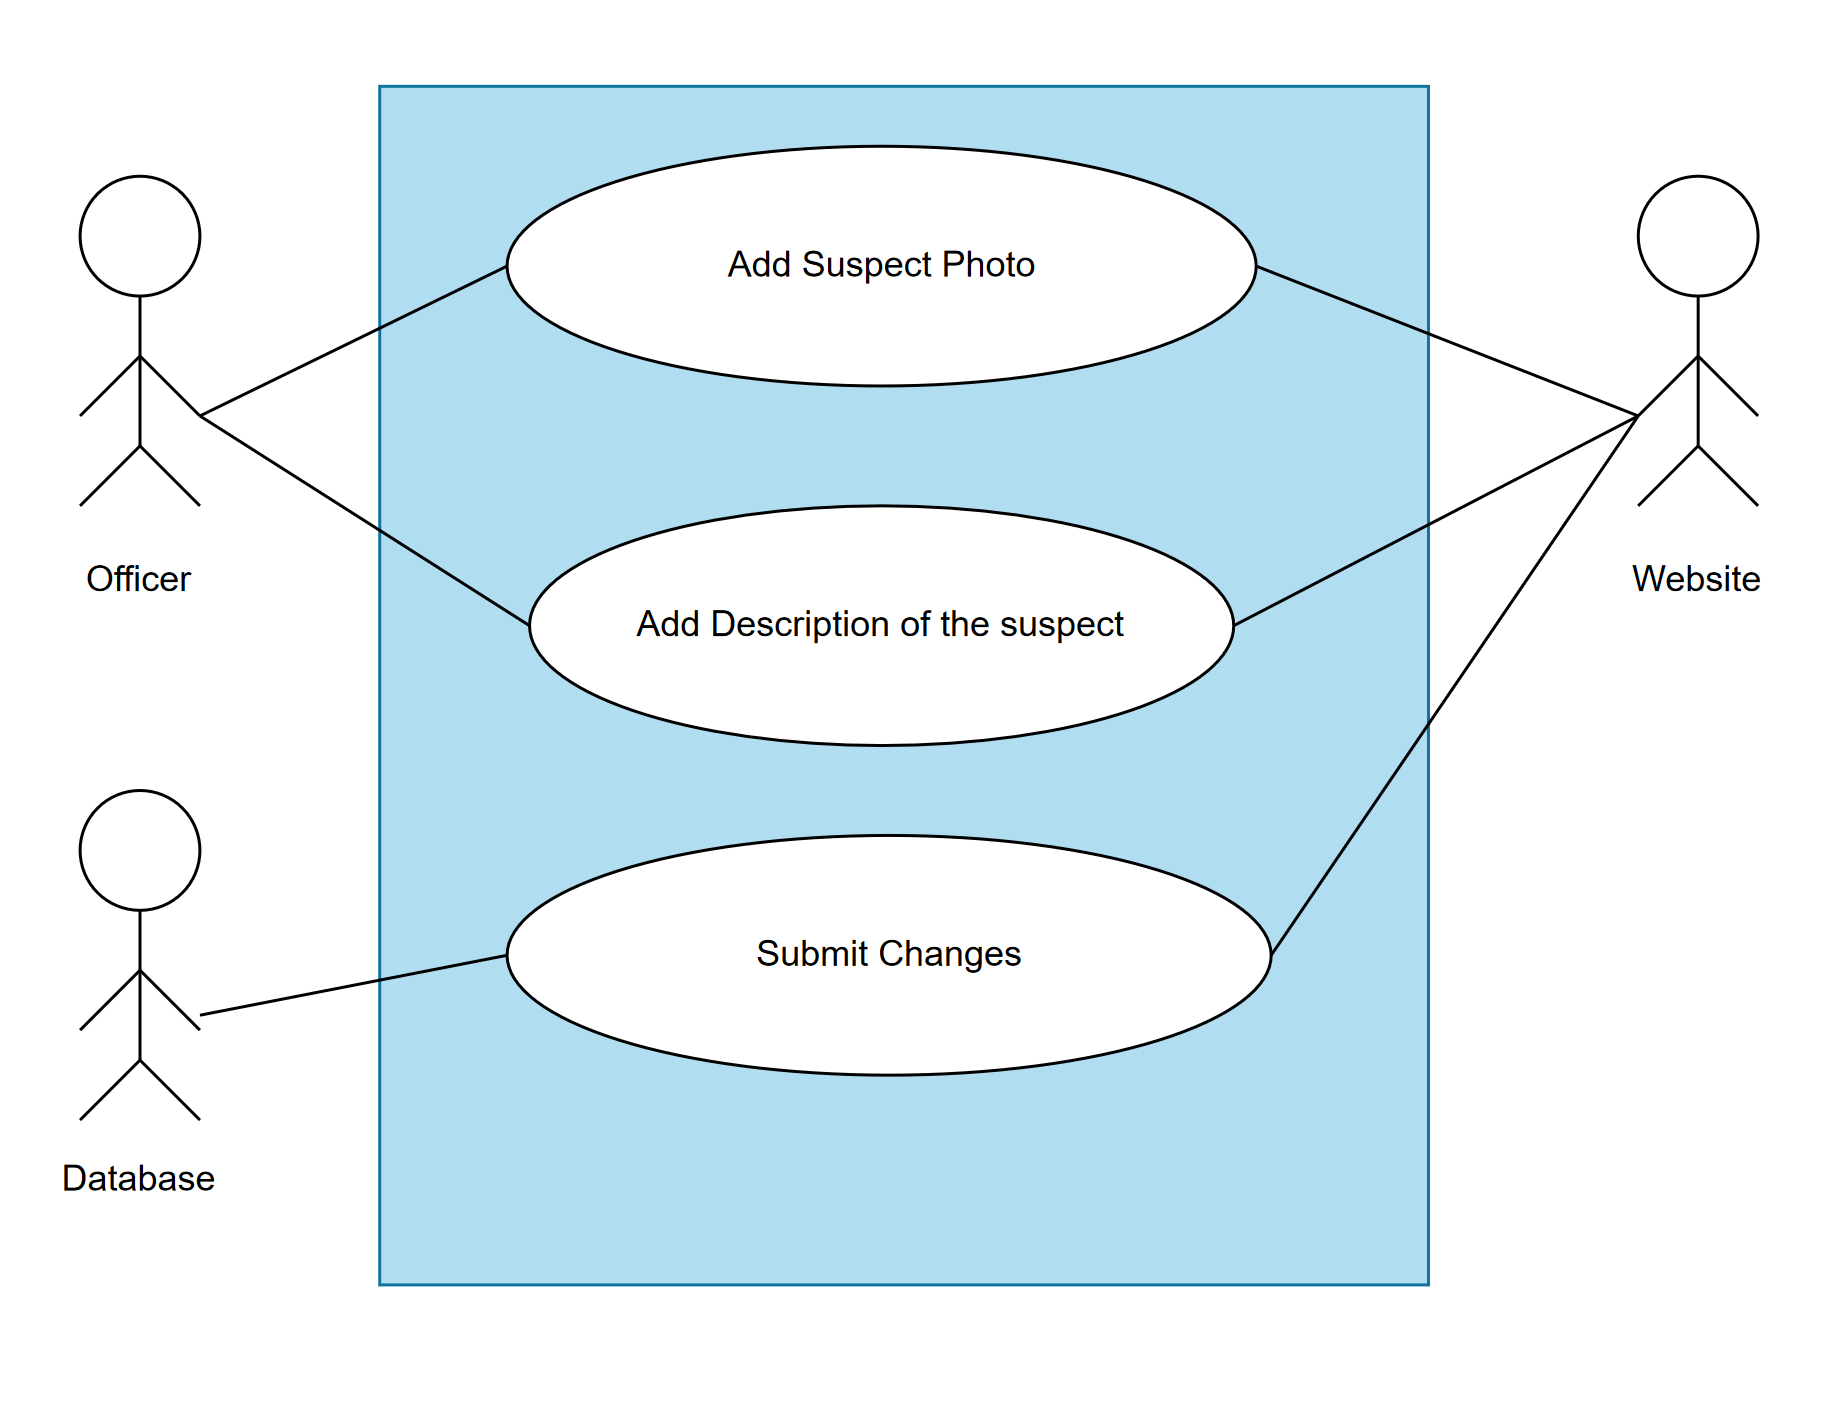 Add Suspect Photo
Officer
Website
Add Description of the suspect
Submit Changes
Database